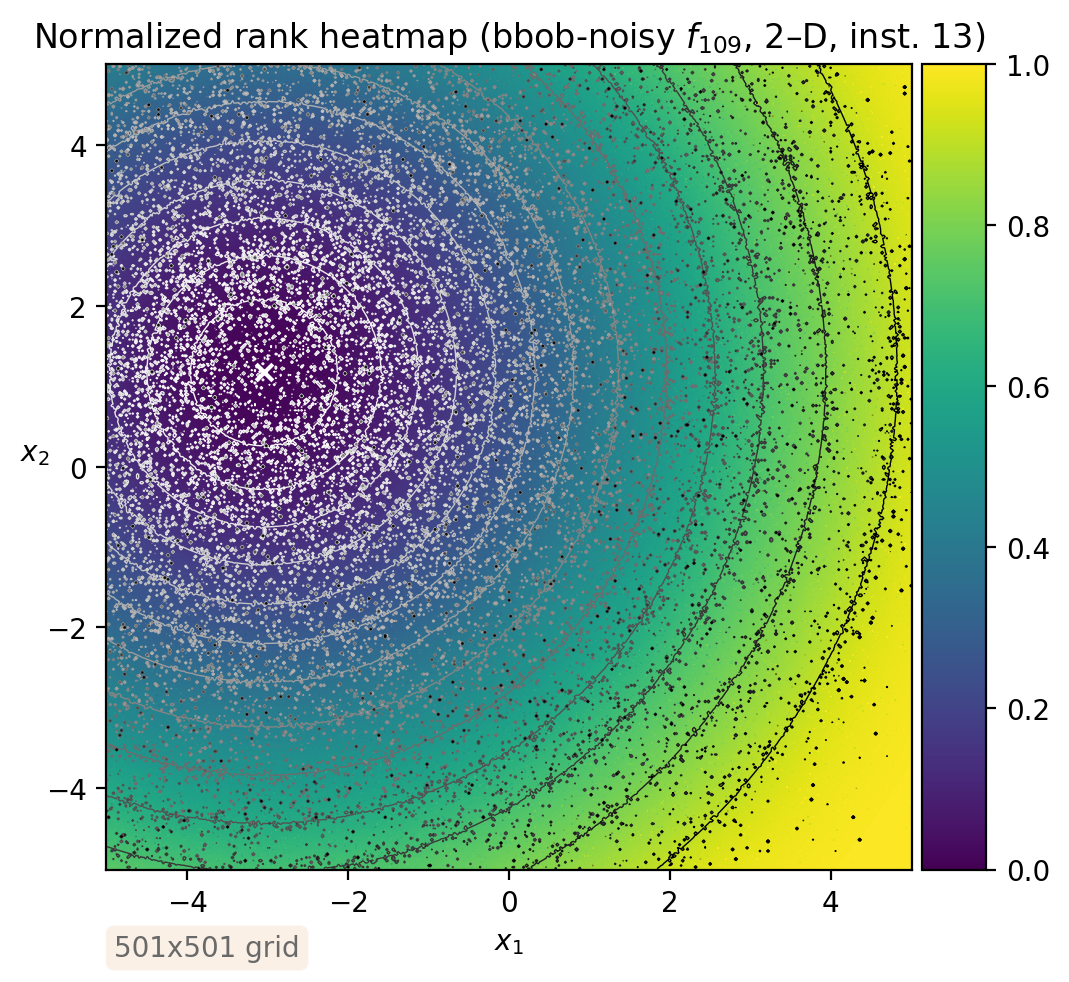 Normalized rank heatmap (bbob-noisy f109, 2–D, inst. 13)
1.0
0.8
0.6
0.4
0.2
0.0
4
2
0
−2
−4
x2
−4 −2 0 2 4
x1
501x501 grid